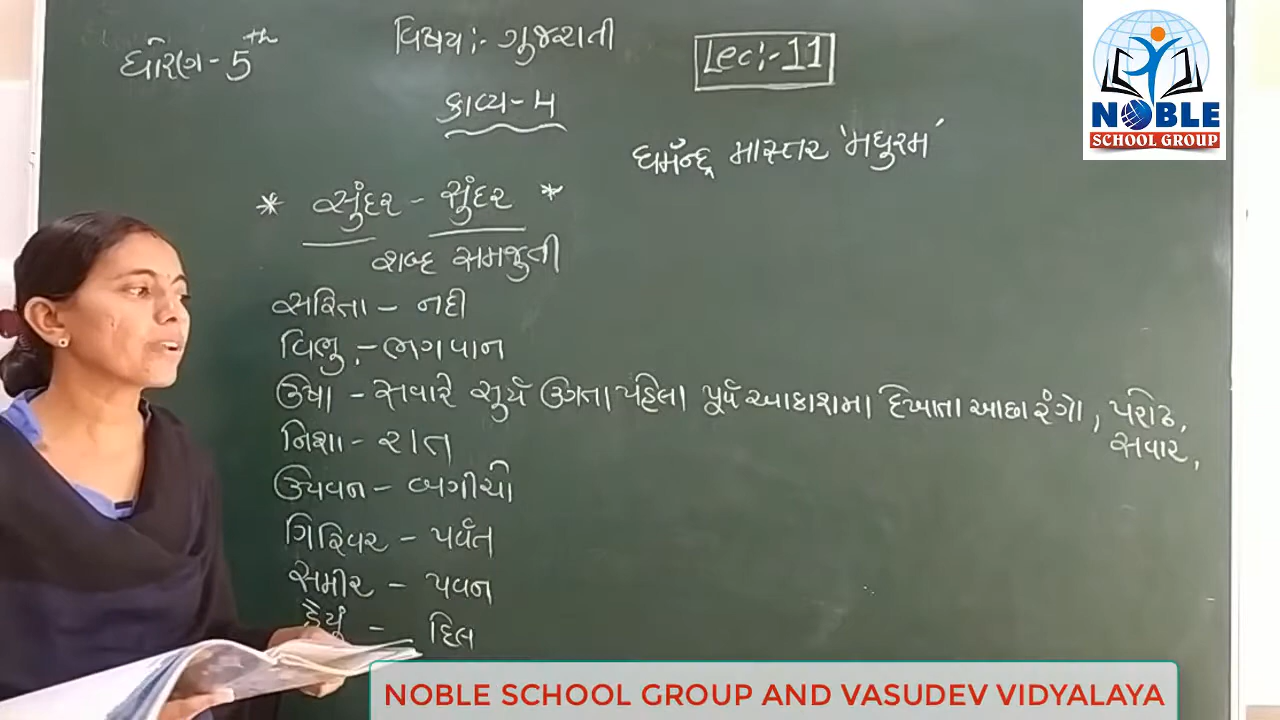 ધોરણ - 5th
વિષય:- ગુજરાતી
Lec:- 11
કાવ્ય - 4
ધર્મેન્દ્ર માસ્તર 'મધુરમ'
* સુંદર - સુંદર *
શબ્દ સમજુતી
સરિતા - નદી
વિભુ - ભગવાન
ઉષા - સવારે સુર્ય ઉગતા પહિલા પૂર્વ આકાશમા દેખાતા આછા રંગો, પરોઢ,
સવાર,
નિશા - રાત
ઉપવન - બગીચો
ગિરિવર - પર્વત
સમીર - પવન
હૈયું - દિલ
NOBLE
SCHOOL GROUP
NOBLE SCHOOL GROUP AND VASUDEV VIDYALAYA